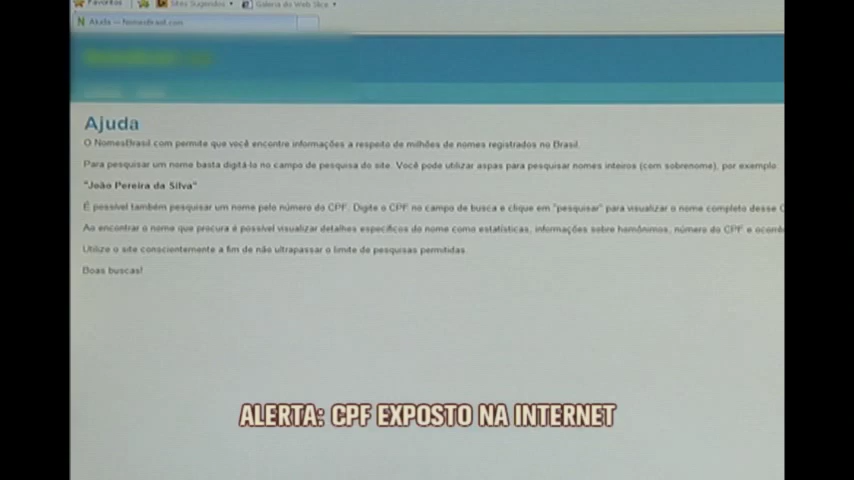 Favoritos Sites Sugeridos Galeria do Web Slice
Ajuda — NomesBrasil.com
Ajuda
O NomesBrasil.com permite que você encontre informações a respeito de milhões de nomes registrados no Brasil.
Para pesquisar um nome basta digitá-lo no campo de pesquisa do site. Você pode utilizar aspas para pesquisar nomes inteiros (com sobrenome), por exemplo:
"João Pereira da Silva"
É possível também pesquisar um nome pelo número do CPF. Digite o CPF no campo de busca e clique em "pesquisar" para visualizar o nome completo desse C
Ao encontrar o nome que procura é possível visualizar detalhes específicos do nome como estatísticas, informações sobre homônimos, número do CPF e ocorrê
Utilize o site conscientemente a fim de não ultrapassar o limite de pesquisas permitidas.
Boas buscas!
ALERTA: CPF EXPOSTO NA INTERNET